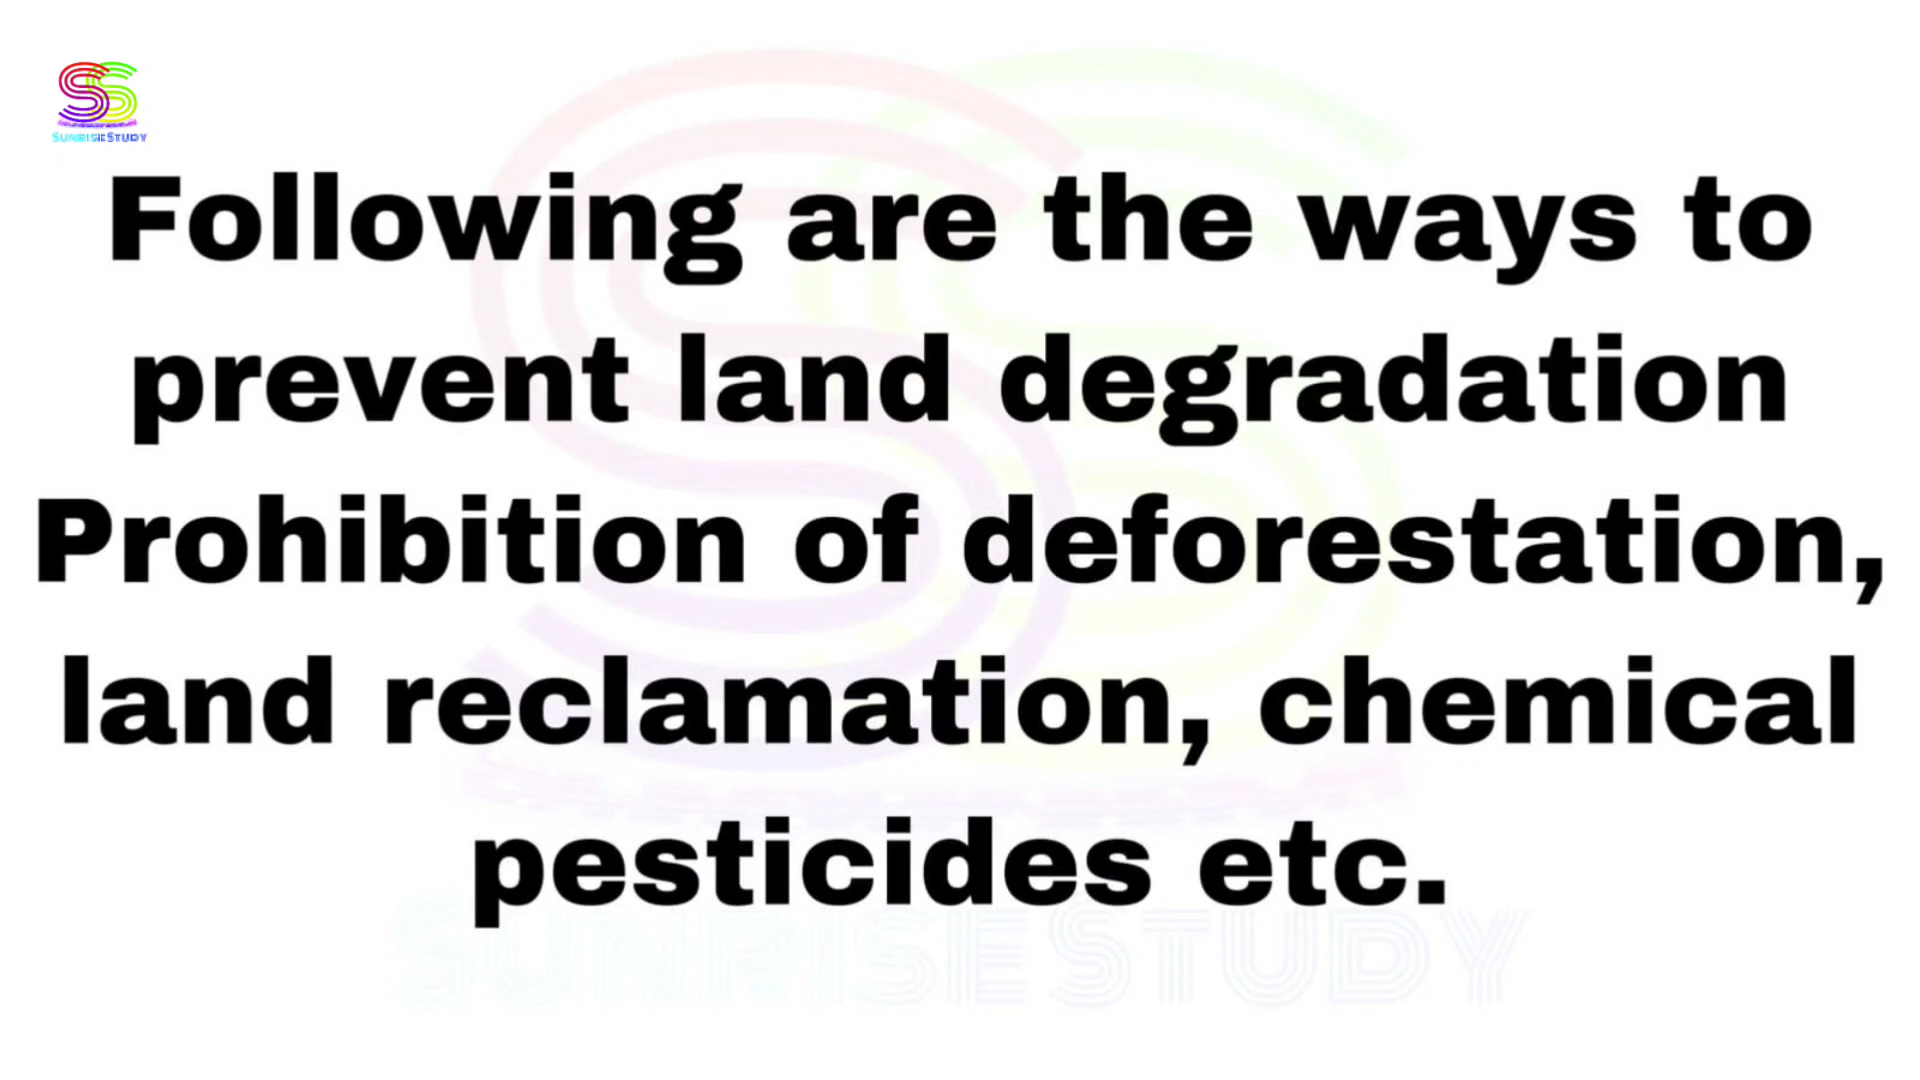 SUNRISESTUDY
Following are the ways to
prevent land degradation
Prohibition of deforestation,
land reclamation, chemical
pesticides etc.
SUNRISESTUDY